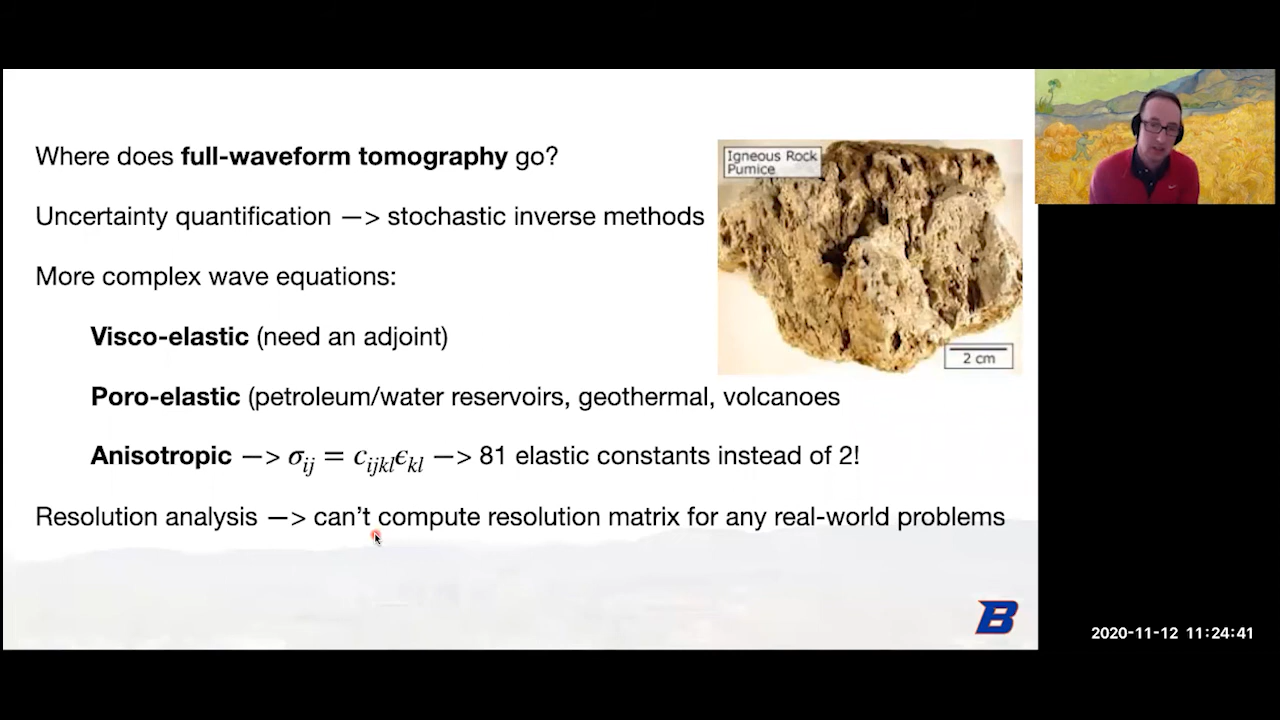 Where does full-waveform tomography go?
Uncertainty quantification —> stochastic inverse methods
More complex wave equations:
Visco-elastic (need an adjoint)
Poro-elastic (petroleum/water reservoirs, geothermal, volcanoes
Anisotropic —> σij = cijklϵkl —> 81 elastic constants instead of 2!
Resolution analysis —> can’t compute resolution matrix for any real-world problems
Igneous Rock
Pumice
2 cm
B
2020-11-12 11:24:41